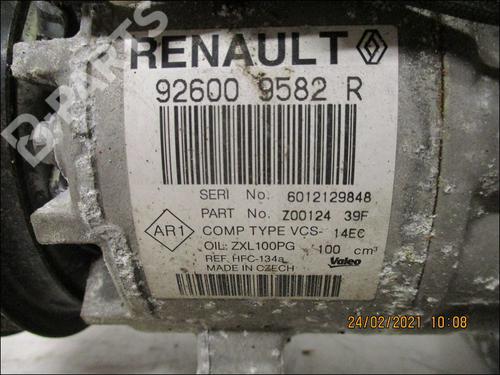 B-PARTS
RENAULT
92600 9582 R
SERI No. 6012129848
PART No. Z00124 39F
AR1
COMP TYPE VCS- 14EC
OIL: ZXL100PG 100 cm³
REF. HFC-134a
MADE IN CZECH
Valeo
24/02/2021 10:08